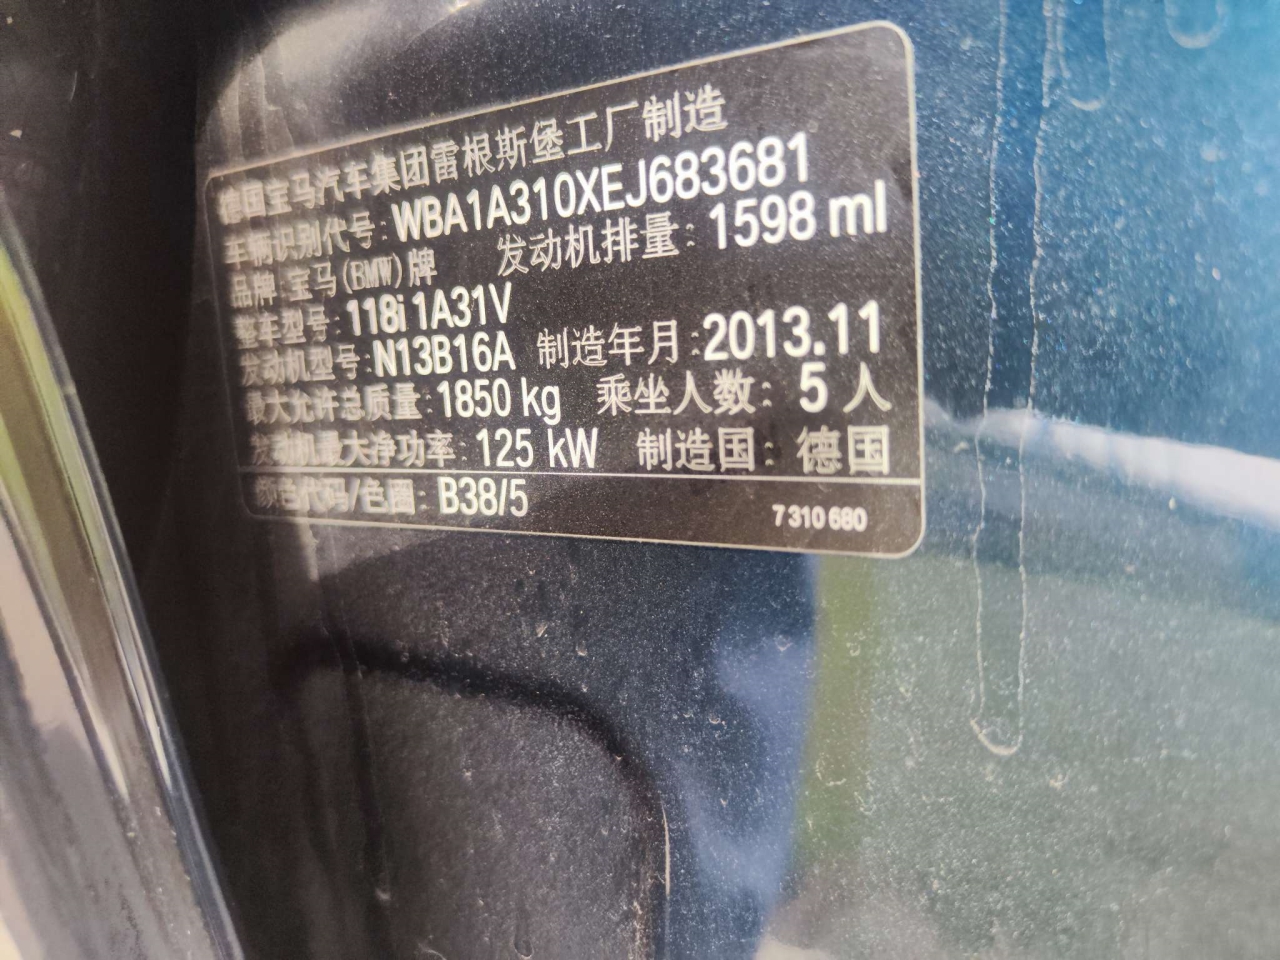 德国宝马汽车集团雷根斯堡工厂制造
车辆识别代号:WBA1A310XEJ683681
品牌:宝马(BMW)牌 发动机排量:1598 ml
整车型号:118i 1A31V
发动机型号:N13B16A 制造年月:2013.11
最大允许总质量:1850 kg 乘坐人数:5 人
发动机最大净功率:125 kW 制造国:德国
颜色代码/色圈:B38/5 7 310 680